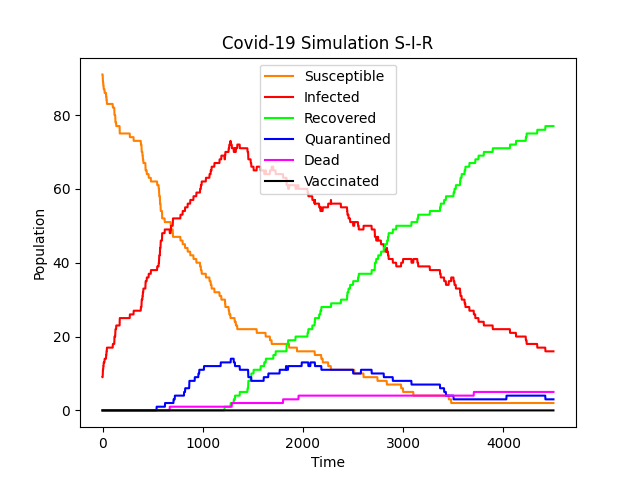 Covid-19 Simulation S-I-R
Susceptible
Infected
Recovered
Quarantined
Dead
Vaccinated
Population
80
60
40
20
0
0 1000 2000 3000 4000
Time